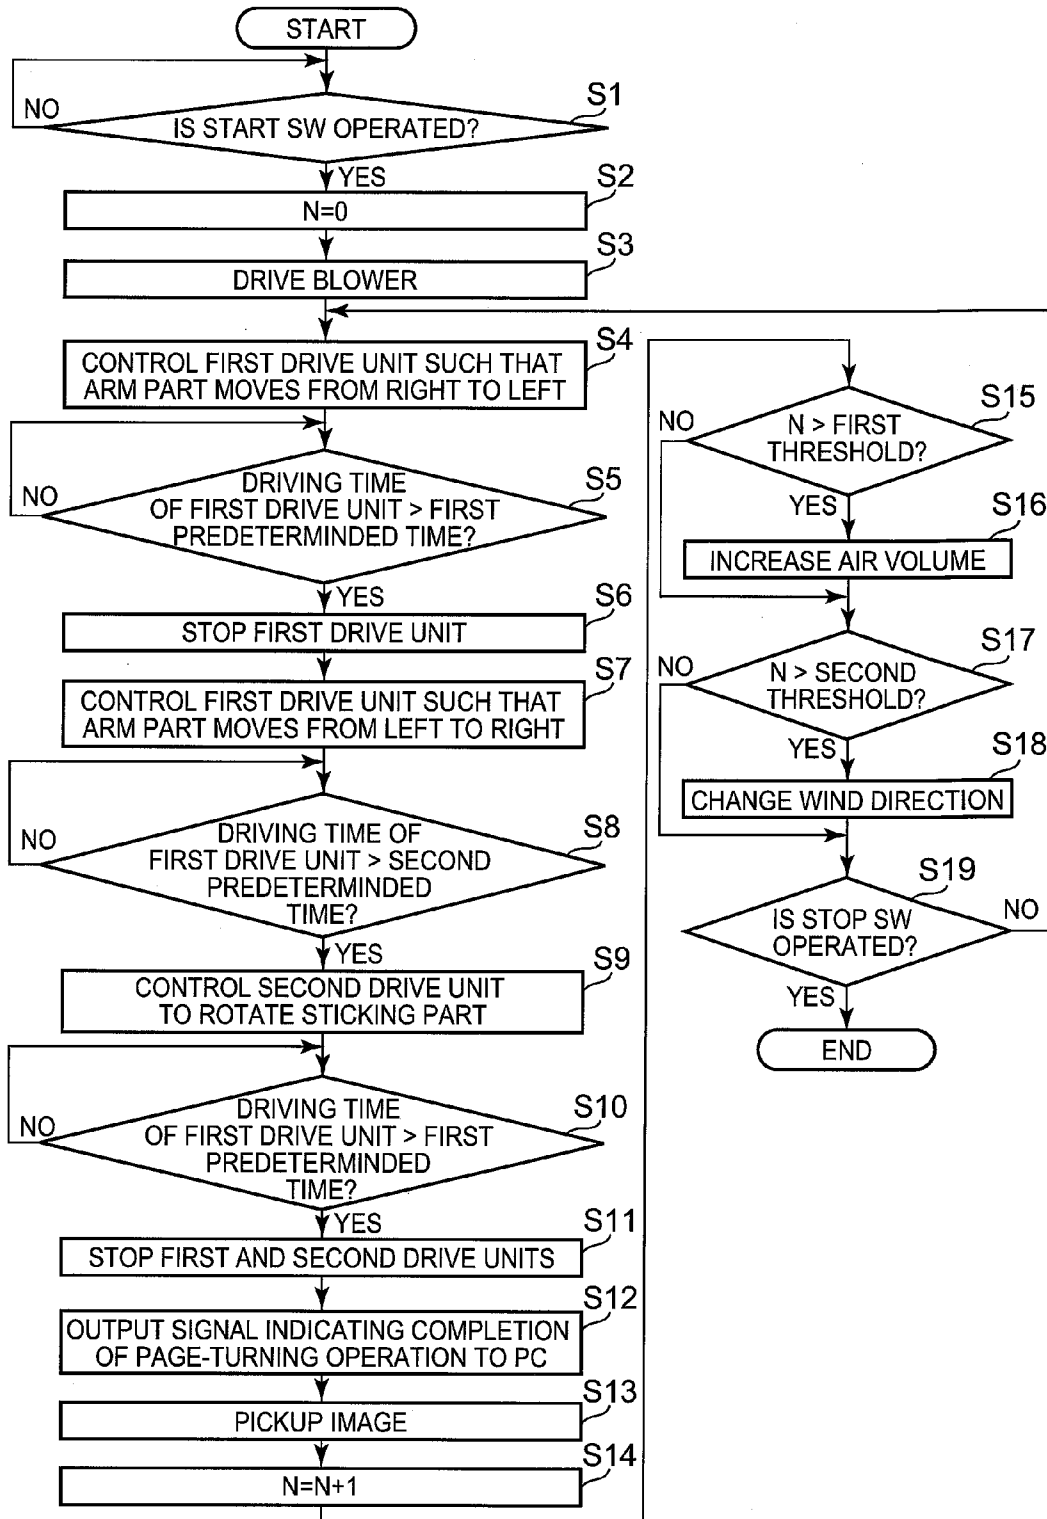 START
S1
NO
IS START SW OPERATED?
YES
S2
N=0
S3
DRIVE BLOWER
S4
CONTROL FIRST DRIVE UNIT SUCH THAT
ARM PART MOVES FROM RIGHT TO LEFT
S5
NO
DRIVING TIME
OF FIRST DRIVE UNIT > FIRST
PREDETERMINDED TIME?
YES
S6
STOP FIRST DRIVE UNIT
S7
CONTROL FIRST DRIVE UNIT SUCH THAT
ARM PART MOVES FROM LEFT TO RIGHT
S8
NO
DRIVING TIME OF
FIRST DRIVE UNIT > SECOND
PREDETERMINDED
TIME?
YES
S9
CONTROL SECOND DRIVE UNIT
TO ROTATE STICKING PART
S10
NO
DRIVING TIME
OF FIRST DRIVE UNIT > FIRST
PREDETERMINDED
TIME?
YES
S11
STOP FIRST AND SECOND DRIVE UNITS
S12
OUTPUT SIGNAL INDICATING COMPLETION
OF PAGE-TURNING OPERATION TO PC
S13
PICKUP IMAGE
S14
N=N+1
S15
NO
N > FIRST
THRESHOLD?
YES
S16
INCREASE AIR VOLUME
S17
NO
N > SECOND
THRESHOLD?
YES
S18
CHANGE WIND DIRECTION
S19
NO
IS STOP SW
OPERATED?
YES
END